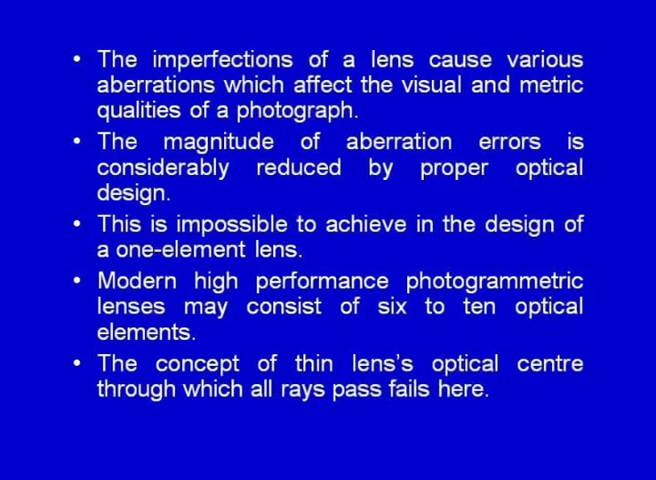 • The imperfections of a lens cause various
aberrations which affect the visual and metric
qualities of a photograph.
• The magnitude of aberration errors is
considerably reduced by proper optical
design.
• This is impossible to achieve in the design of
a one-element lens.
• Modern high performance photogrammetric
lenses may consist of six to ten optical
elements.
• The concept of thin lens's optical centre
through which all rays pass fails here.